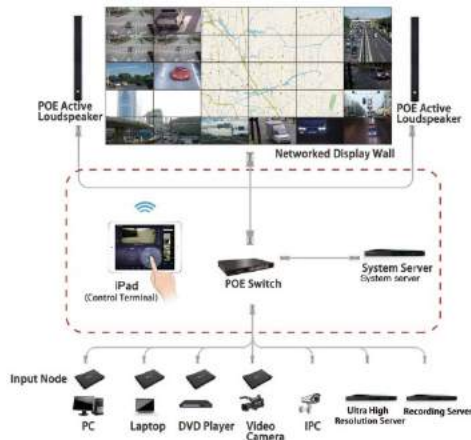 POE Active
Loudspeaker
POE Active
Loudspeaker
Networked Display Wall
iPad
(Control Terminal)
POE Switch
System Server
System server
Input Node
PC
Laptop
DVD Player
Video
Camera
IPC
Ultra High
Resolution Server
Recording Server